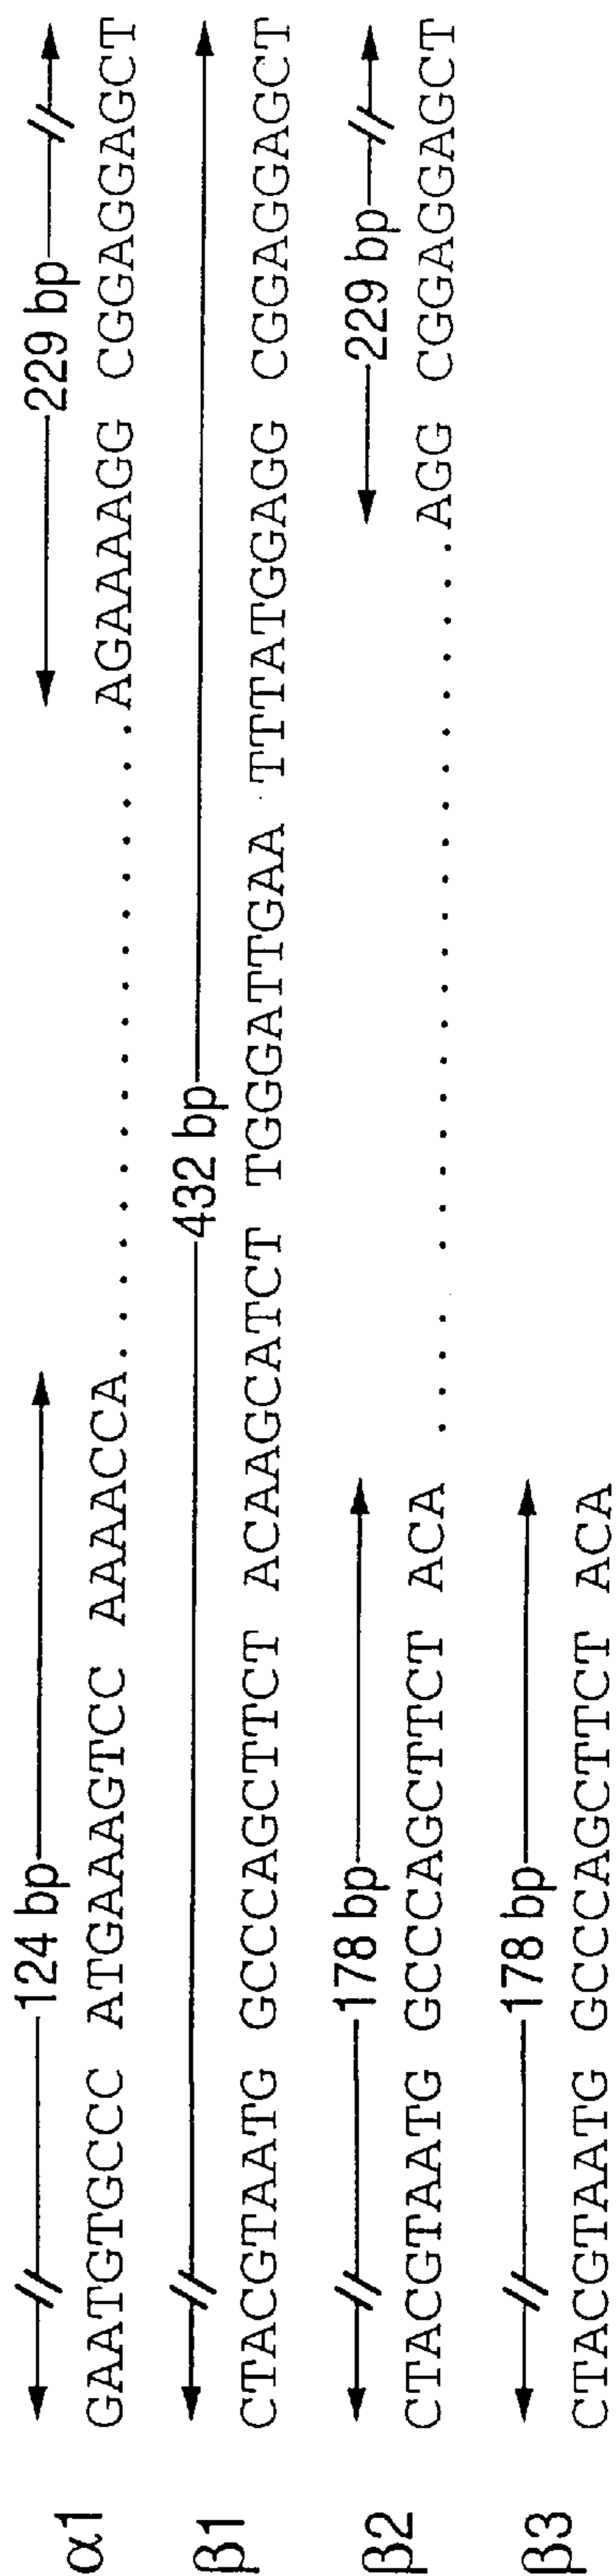 124 bp 229 bp
α1 GAATGTGCCC ATGAAAGTCC AAAACCA..................AGAAAGG CGGAGGAGCT
432 bp
β1 CTACGTAATG GCCCAGCTTCT ACAAGCATCT TGGGATTGAA TTTATGGAGG CGGAGGAGCT
178 bp 229 bp
β2 CTACGTAATG GCCCAGCTTCT ACA .... ......................AGG CGGAGGAGCT
178 bp
β3 CTACGTAATG GCCCAGCTTCT ACA